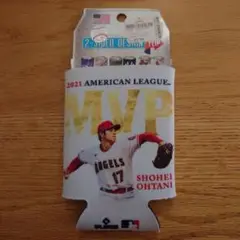 2021 AMERICAN LEAGUE
MVP
ANGELS
17
SHOHEI
OHTANI